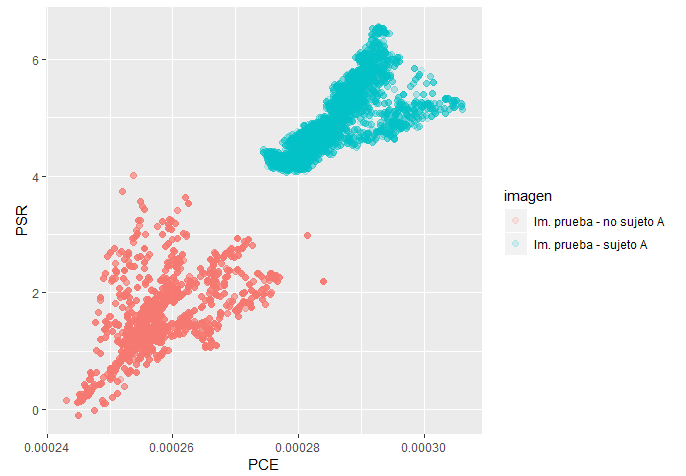 6
4
2
0
PSR
0.00024
0.00026
0.00028
0.00030
PCE
imagen
Im. prueba - no sujeto A
Im. prueba - sujeto A